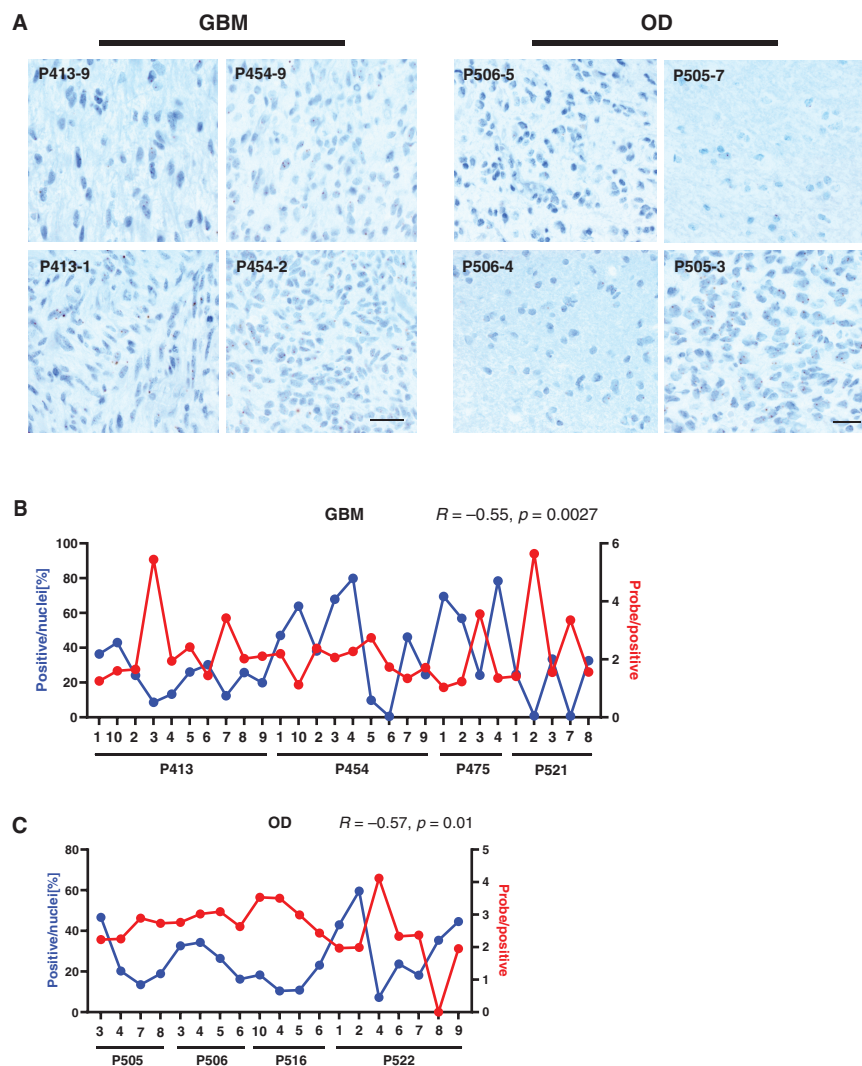 A
GBM
OD
P413-9
P454-9
P506-5
P505-7
P413-1
P454-2
P506-4
P505-3
B
GBM
R = –0.55, p = 0.0027
Positive/nuclei[%]
100
80
60
40
20
0
6
4
2
0
Probe/positive
1 10 2 3 4 5 6 7 8 9 1 10 2 3 4 5 6 7 9 1 2 3 4 1 2 3 7 8
P413 P454 P475 P521
C
OD
R = –0.57, p = 0.01
Positive/nuclei[%]
80
60
40
20
0
5
4
3
2
1
0
Probe/positive
3 4 7 8 3 4 5 6 10 4 5 6 1 2 4 6 7 8 9
P505 P506 P516 P522